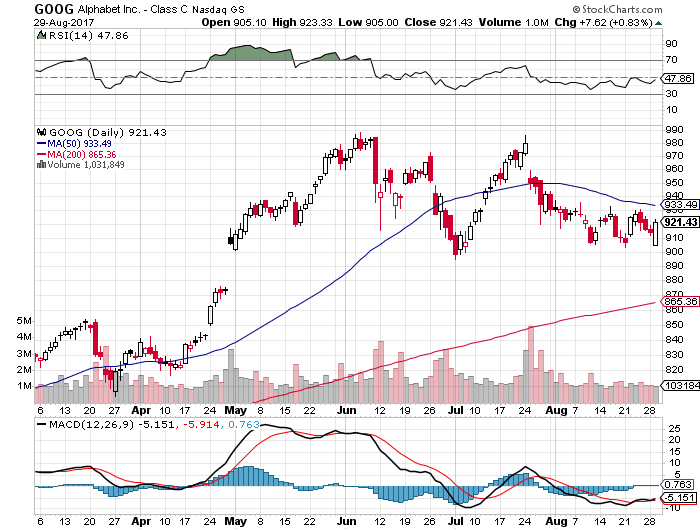 GOOG Alphabet Inc. - Class C Nasdaq GS © StockCharts.com
29-Aug-2017 Open 905.10 High 923.33 Low 905.00 Close 921.43 Volume 1.0M Chg +7.62 (+0.83%)
RSI(14) 47.86
90
70
47.86
30
10
GOOG (Daily) 921.43
MA(50) 933.49
MA(200) 865.36
Volume 1,031,849
990
980
970
960
950
940
933.49
930
921.43
910
900
890
880
870
865.36
860
850
840
830
820
5M
4M
3M
2M
1M
103184
6 13 20 27 Apr 10 17 24 May 8 15 22 Jun 12 19 26 Jul 10 17 24 Aug 7 14 21 28
MACD(12,26,9) -5.151, -5.914, 0.763
25
20
15
10
5
0.763
-5.151
-10
6 13 20 27 Apr 10 17 24 May 8 15 22 Jun 12 19 26 Jul 10 17 24 Aug 7 14 21 28